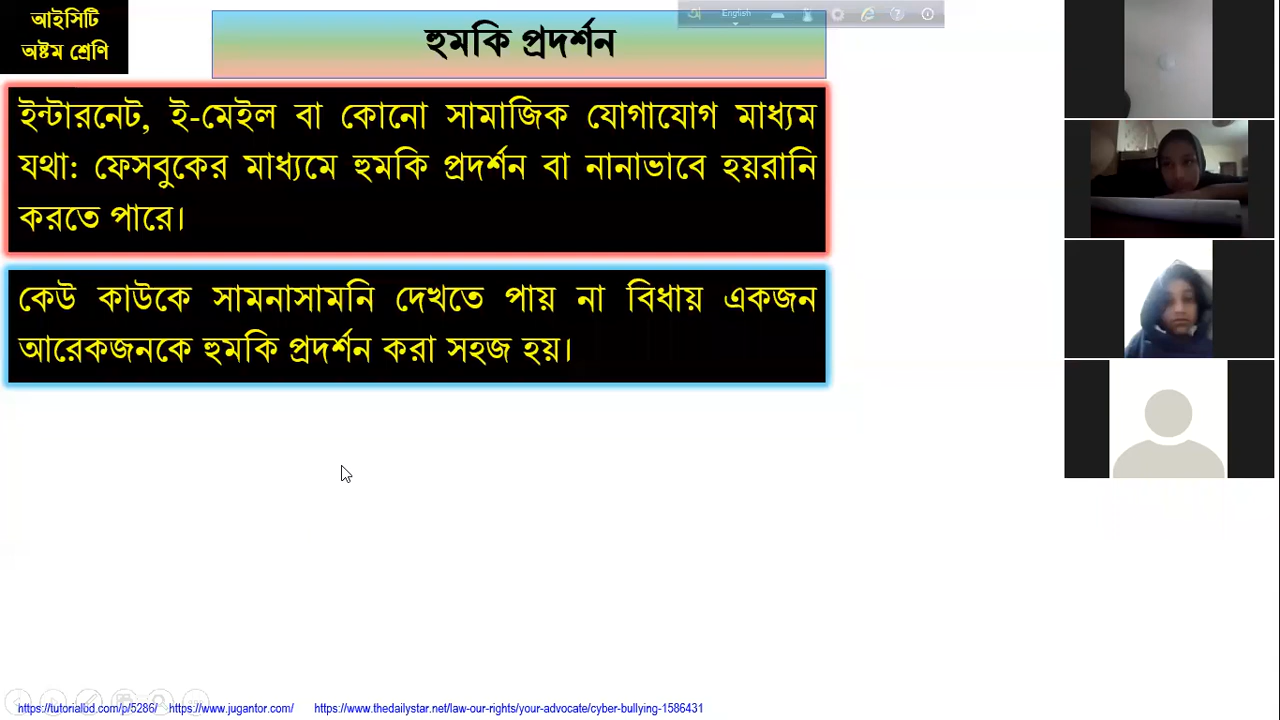 আইসিটি
অষ্টম শ্রেণি
হুমকি প্রদর্শন
English
ইন্টারনেট, ই-মেইল বা কোনো সামাজিক যোগাযোগ মাধ্যম
যথা: ফেসবুকের মাধ্যমে হুমকি প্রদর্শন বা নানাভাবে হয়রানি
করতে পারে।
কেউ কাউকে সামনাসামনি দেখতে পায় না বিধায় একজন
আরেকজনকে হুমকি প্রদর্শন করা সহজ হয়।
https://tutorialbd.com/p/5286/ https://www.jugantor.com/ https://www.thedailystar.net/law-our-rights/your-advocate/cyber-bullying-1586431